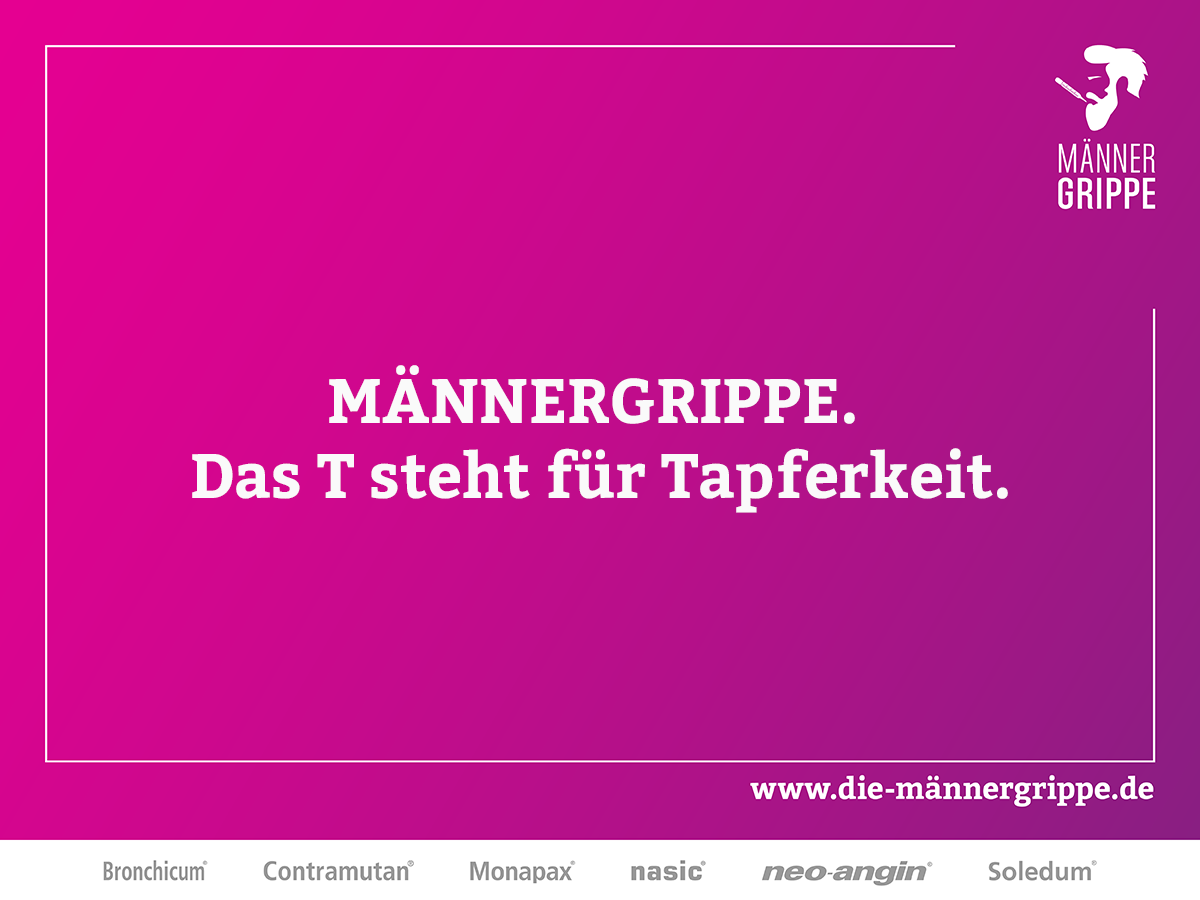 MÄNNER
GRIPPE
MÄNNERGRIPPE.
Das T steht für Tapferkeit.
www.die-männergrippe.de
Bronchicum® Contramutan® Monapax® nasic® neo-angin® Soledum®